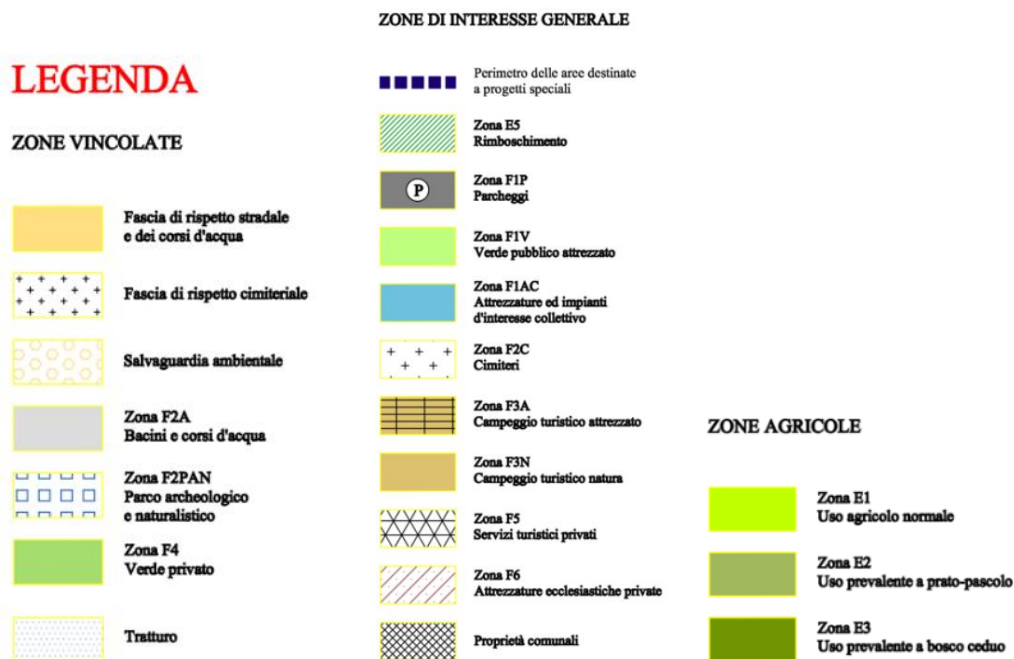 LEGENDA
ZONE VINCOLATE
Fascia di rispetto stradale
e dei corsi d'acqua
Fascia di rispetto cimiteriale
Salvaguardia ambientale
Zona F2A
Bacini e corsi d'acqua
Zona F2PAN
Parco archeologico
e naturalistico
Zona F4
Verde privato
Tratturo
ZONE DI INTERESSE GENERALE
Perimetro delle aree destinate
a progetti speciali
Zona E5
Rimboschimento
P
Zona F1P
Parcheggi
Zona F1V
Verde pubblico attrezzato
Zona F1AC
Attrezzature ed impianti
d'interesse collettivo
Zona F2C
Cimiteri
Zona F3A
Campeggio turistico attrezzato
Zona F3N
Campeggio turistico natura
Zona F5
Servizi turistici privati
Zona F6
Attrezzature ecclesiastiche private
Proprietà comunali
ZONE AGRICOLE
Zona E1
Uso agricolo normale
Zona E2
Uso prevalente a prato-pascolo
Zona E3
Uso prevalente a bosco ceduo